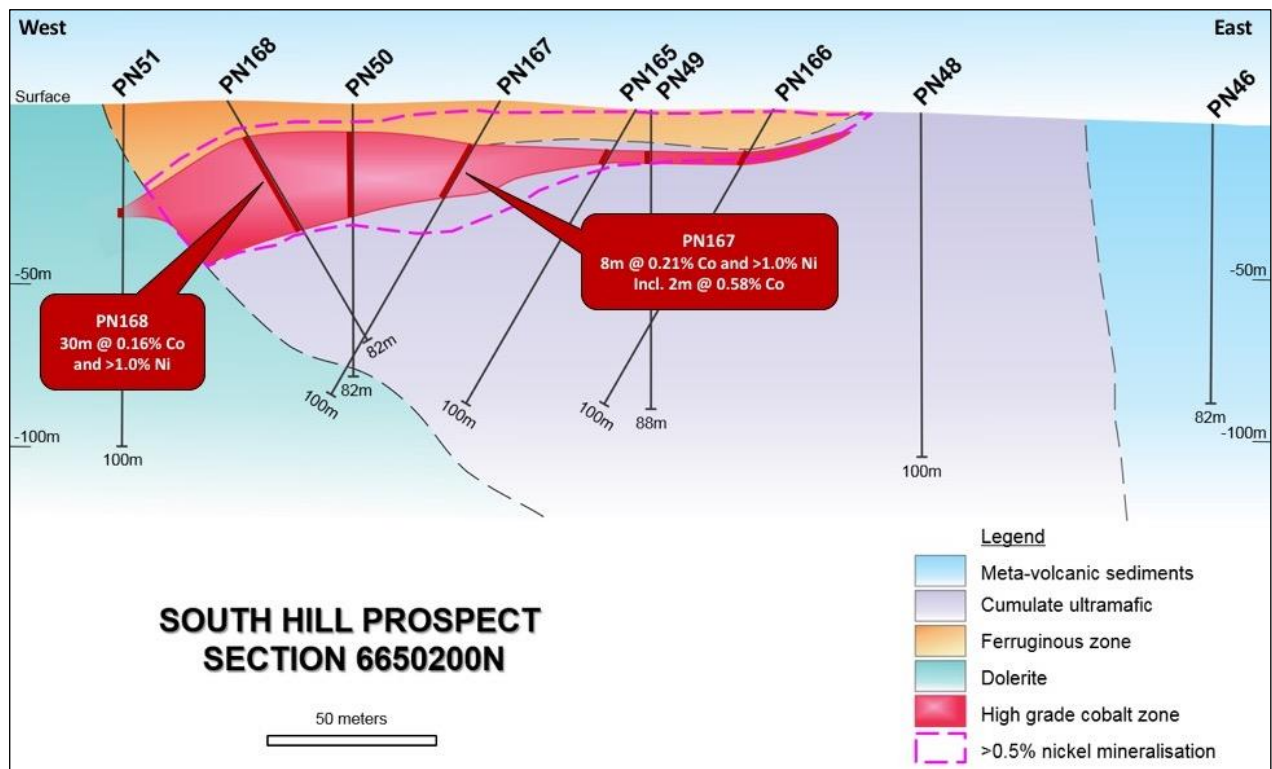 West
East
PN51
PN168
PN50
PN167
PN165
PN49
PN166
PN48
PN46
Surface
-50m
-50m
PN167
8m @ 0.21% Co and >1.0% Ni
Incl. 2m @ 0.58% Co
PN168
30m @ 0.16% Co
and >1.0% Ni
82m
82m
100m
100m
100m
88m
82m
-100m
-100m
100m
100m
SOUTH HILL PROSPECT
SECTION 6650200N
50 meters
Legend
Meta-volcanic sediments
Cumulate ultramafic
Ferruginous zone
Dolerite
High grade cobalt zone
>0.5% nickel mineralisation